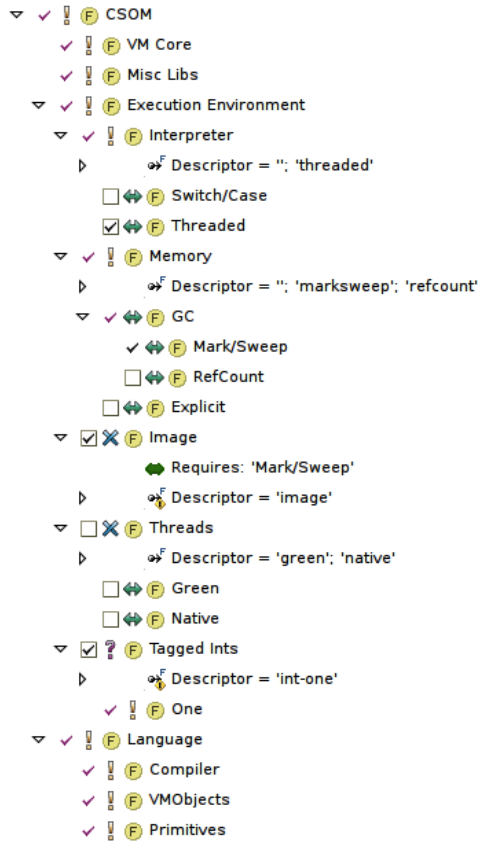 CSOM
VM Core
Misc Libs
Execution Environment
Interpreter
Descriptor = ''; 'threaded'
Switch/Case
Threaded
Memory
Descriptor = ''; 'marksweep'; 'refcount'
GC
Mark/Sweep
RefCount
Explicit
Image
Requires: 'Mark/Sweep'
Descriptor = 'image'
Threads
Descriptor = 'green'; 'native'
Green
Native
Tagged Ints
Descriptor = 'int-one'
One
Language
Compiler
VMObjects
Primitives